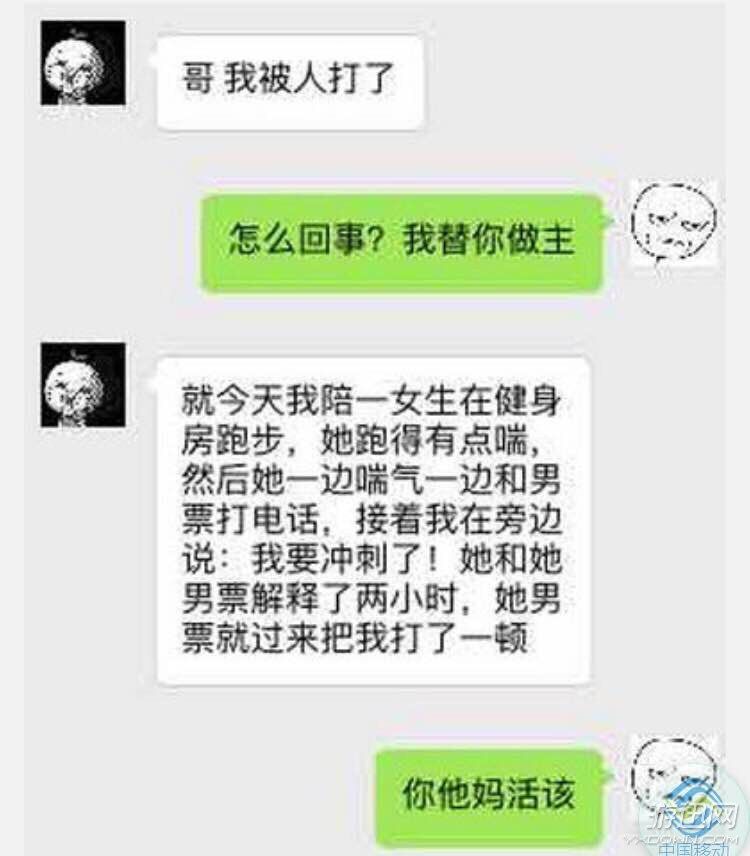 哥 我被人打了
怎么回事？我替你做主
就今天我陪一女生在健身
房跑步，她跑得有点喘，
然后她一边喘气一边和男
票打电话，接着我在旁边
说：我要冲刺了！她和她
男票解释了两小时，她男
票就过来把我打了一顿
你他妈活该
游迅网
YXDOWN.COM
中国移动